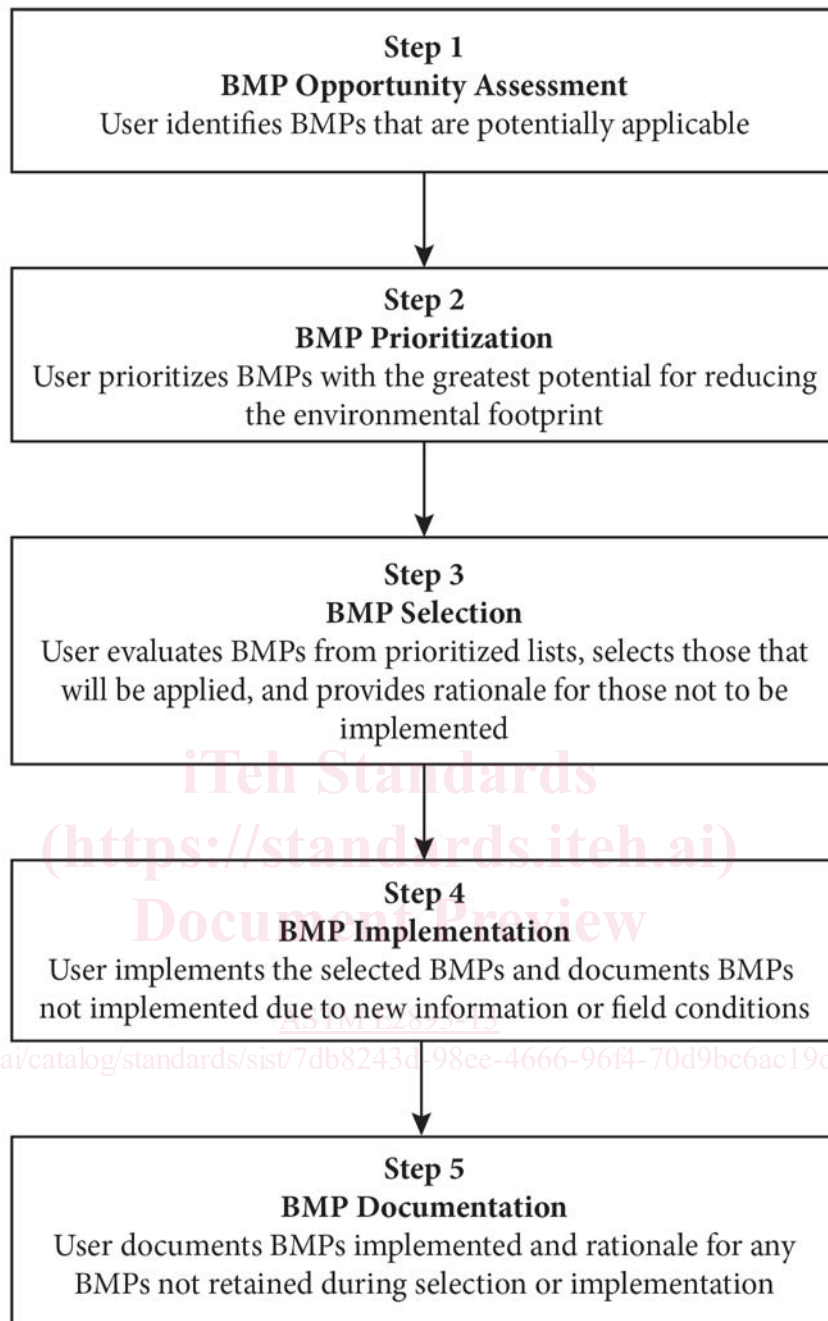 Step 1
BMP Opportunity Assessment
User identifies BMPs that are potentially applicable
Step 2
BMP Prioritization
User prioritizes BMPs with the greatest potential for reducing
the environmental footprint
Step 3
BMP Selection
User evaluates BMPs from prioritized lists, selects those that
will be applied, and provides rationale for those not to be
implemented
iTeh Standards
(https://standards.iteh.ai)
Step 4
Document Preview
BMP Implementation
User implements the selected BMPs and documents BMPs
not implemented due to new information or field conditions
ASTM E2893-13
ai/catalog/standards/sist/7db8243d-98ee-4666-96f4-70d9bc6ac19
Step 5
BMP Documentation
User documents BMPs implemented and rationale for any
BMPs not retained during selection or implementation